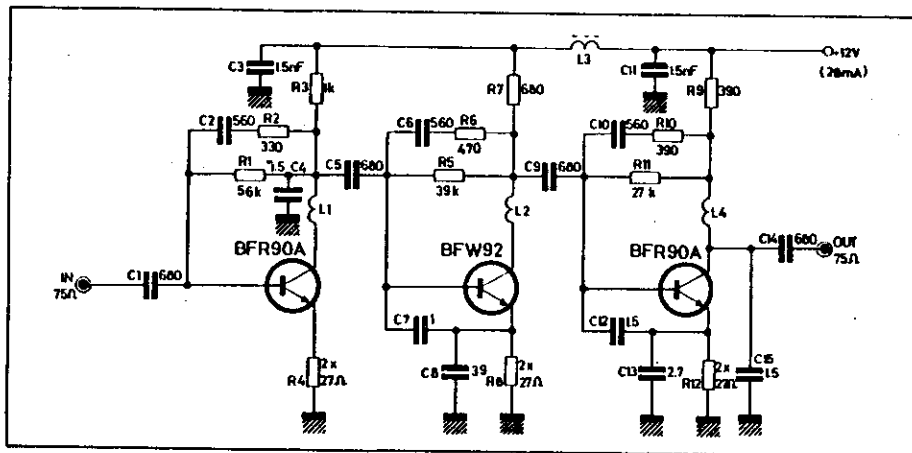 C3 1.5nF
R3 1k
R7 680
L3
C11 1.5nF
R9 390
+12V
(28mA)
C2 560 R2
330
C6 560 R6
470
C10 560 R10
390
R1
56k
1.5 C4
C5 680
R5
39k
C9 680
R11
27k
L1
L2
L4
BFR90A
BFW92
BFR90A
C14 680 OUT
75Ω
IN
75Ω
C1 680
C7 1
C12 1.5
R4 2x
27Ω
C8 39
R8 2x
27Ω
C13 2.7
R12 2x
27Ω
C15
1.5